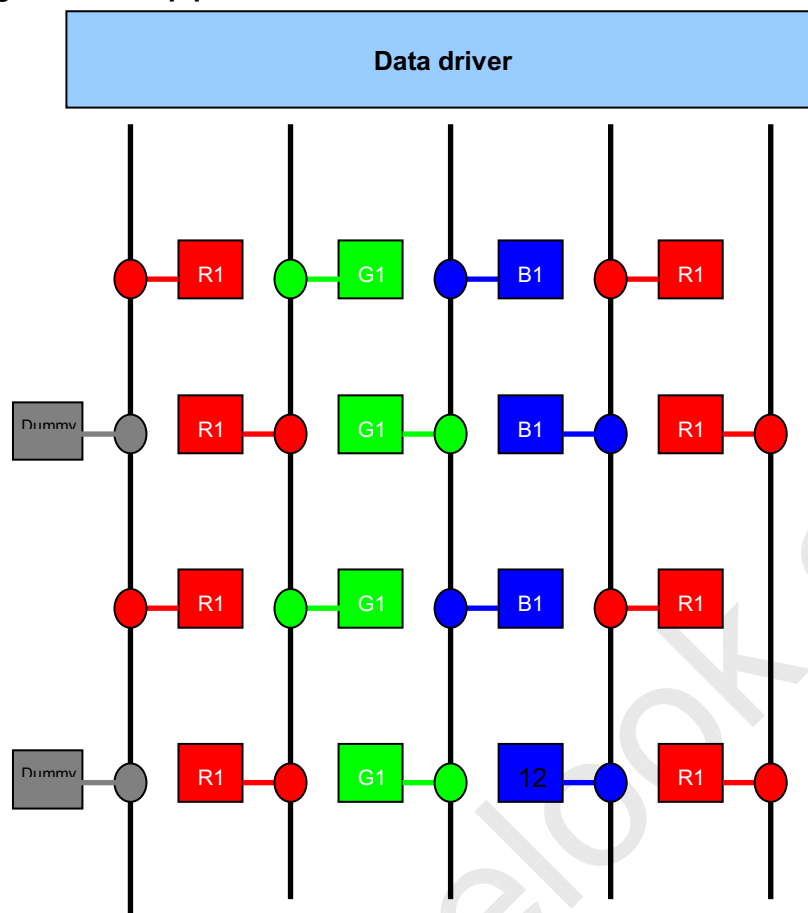 Data driver
R1 G1 B1 R1
Dummy R1 G1 B1 R1
R1 G1 B1 R1
Dummy R1 G1 12 R1